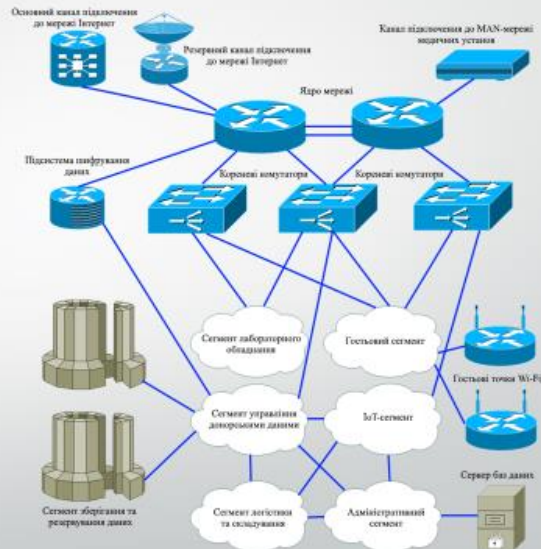 Основний канал підключення
до мережі Інтернет
Резервний канал підключення
до мережі Інтернет
Канал підключення до MAN-мережі
медичних установ
Ядро мережі
Підсистема шифрування
даних
Кореневі комутатори
Кореневі комутатори
Сегмент лабораторного
обладнання
Гостьовий сегмент
Гостьові точки Wi-Fi
Сегмент управління
донорськими даними
IoT-сегмент
Сегмент зберігання та
резервування даних
Сегмент логістики
та складування
Адміністративний
сегмент
Сервер баз даних